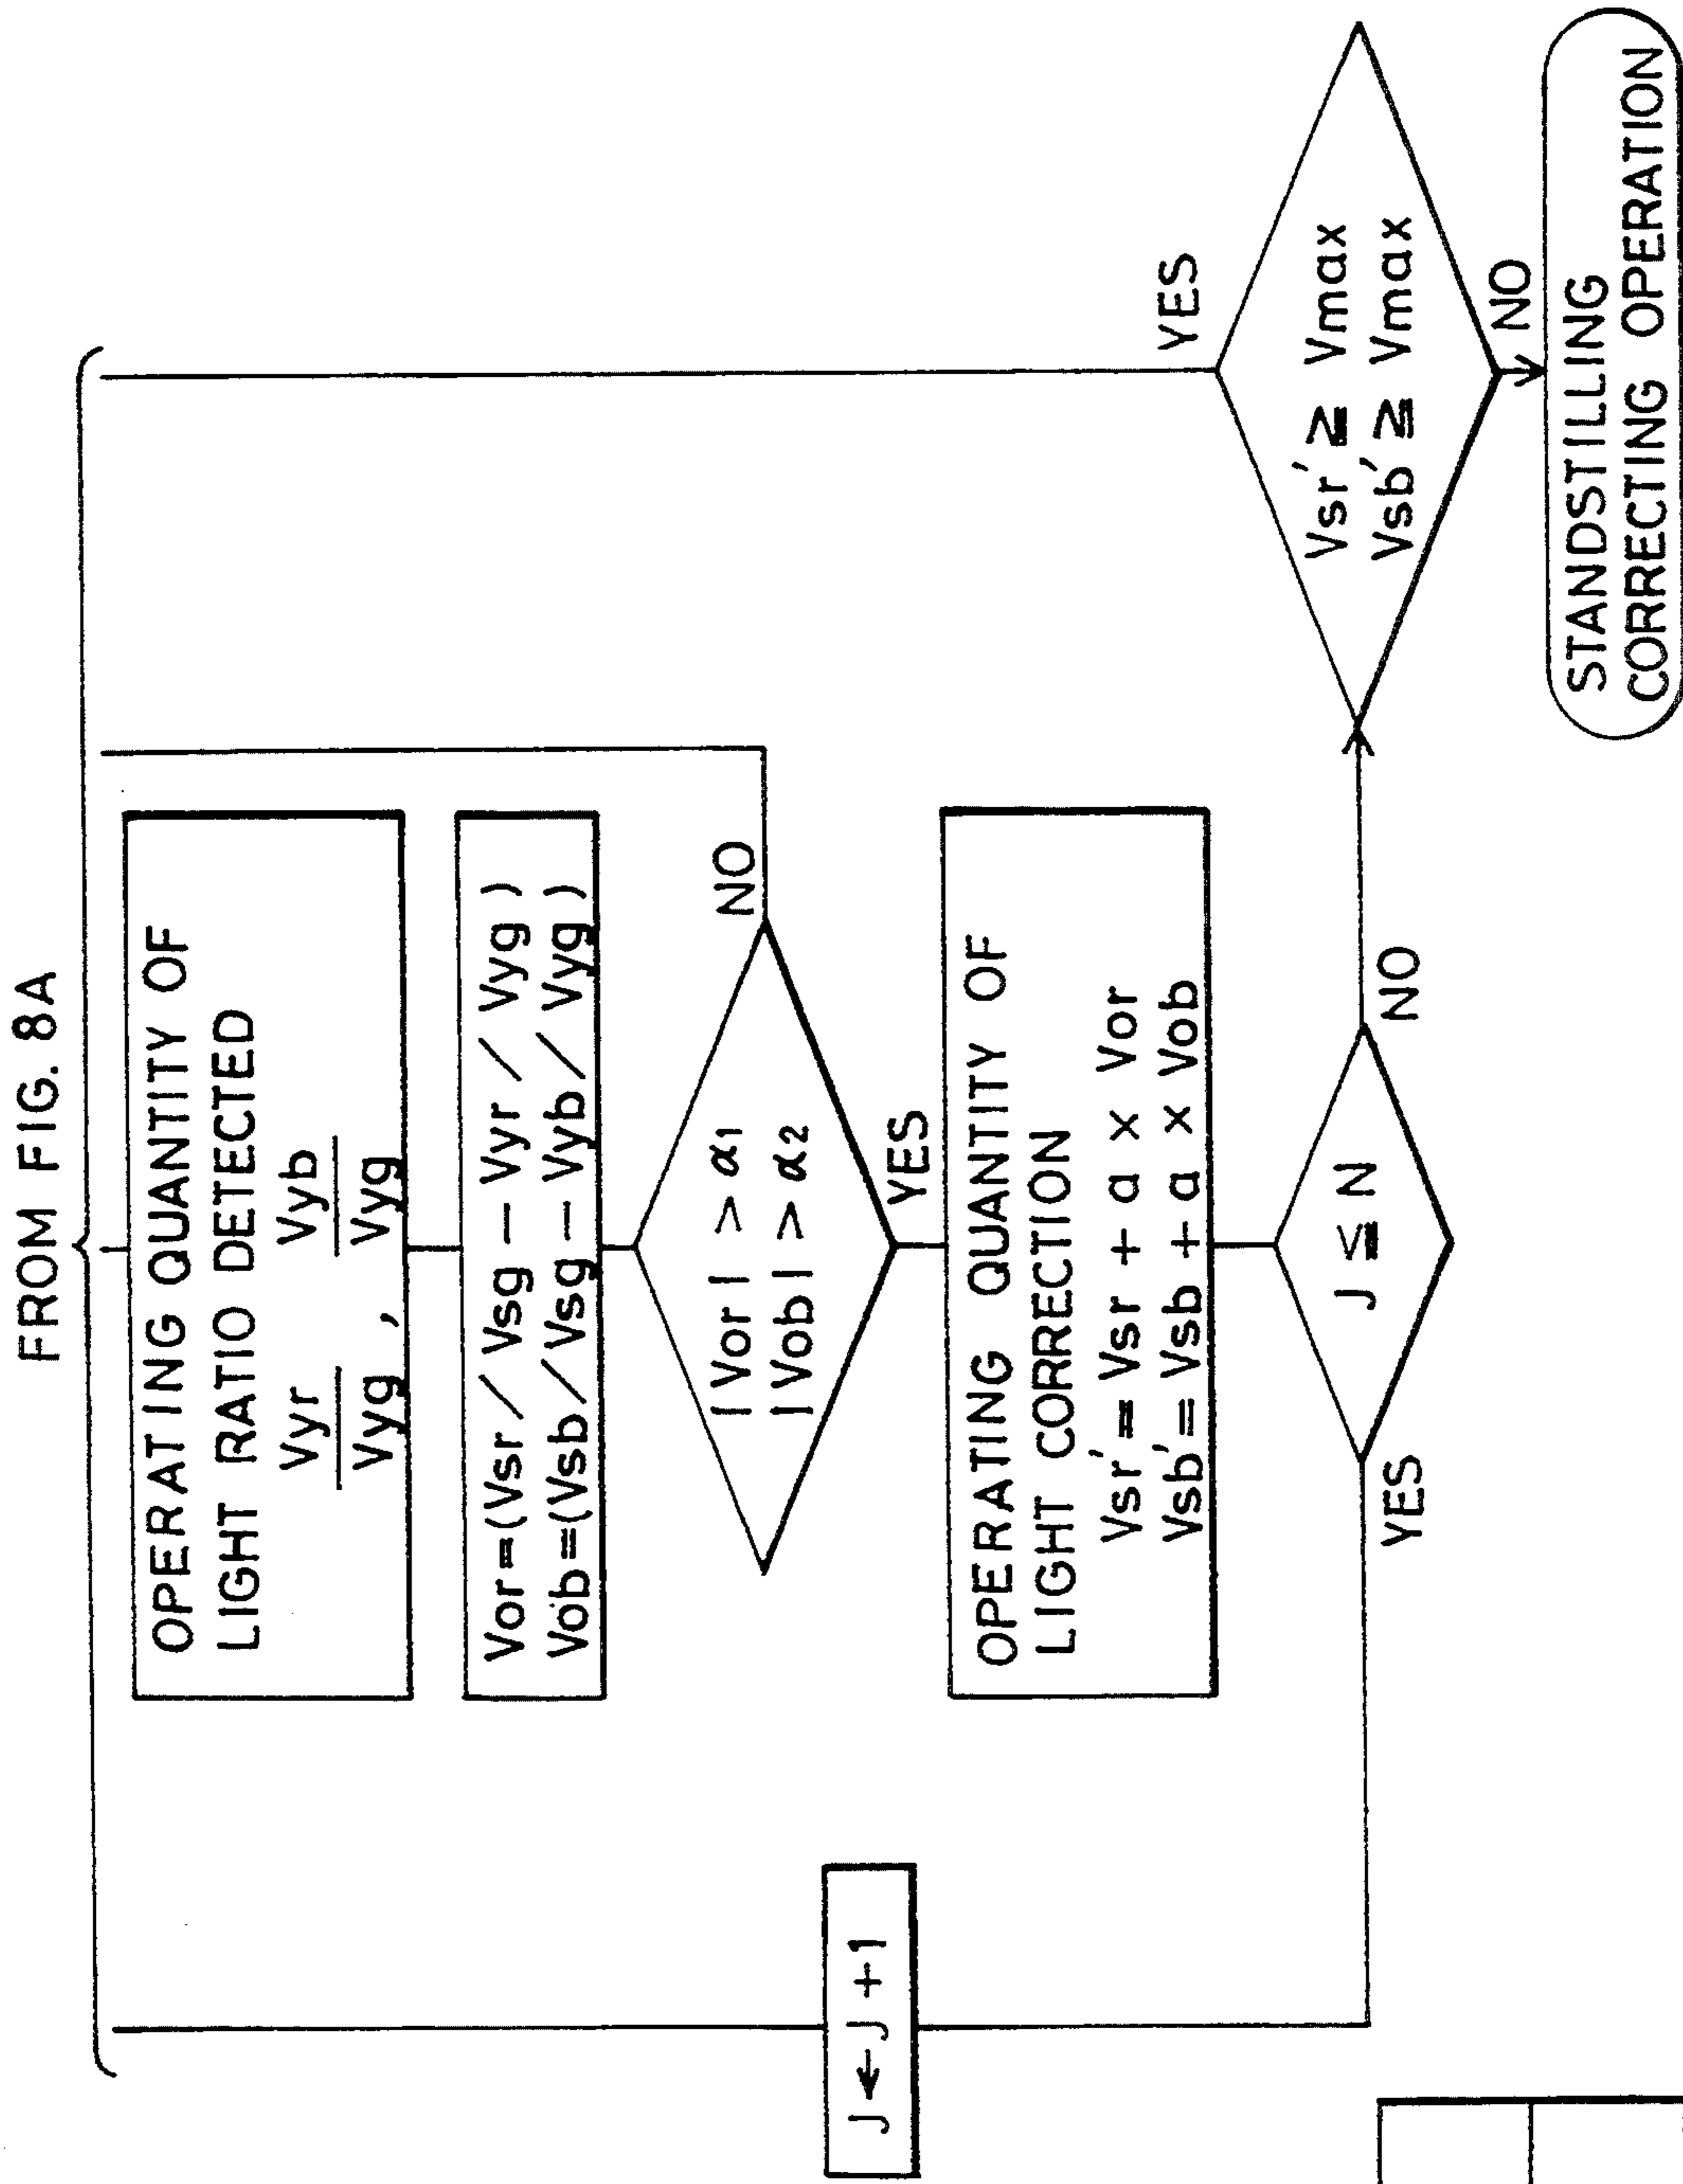 FROM FIG. 8A
OPERATING QUANTITY OF
LIGHT RATIO DETECTED
Vyr / Vyg , Vyb / Vyg
Vor=(Vsr / Vsg − Vyr / Vyg )
Vob=(Vsb / Vsg − Vyb / Vyg )
| Vor | > α1
| Vob | > α2
NO
YES
OPERATING QUANTITY OF
LIGHT CORRECTION
Vsr′= Vsr + a × Vor
Vsb′= Vsb + a × Vob
J ≦ N
YES
NO
J ← J +1
YES
Vsr′ ≧ Vmax
Vsb′ ≧ Vmax
NO
STANDSTILLING
CORRECTING OPERATION